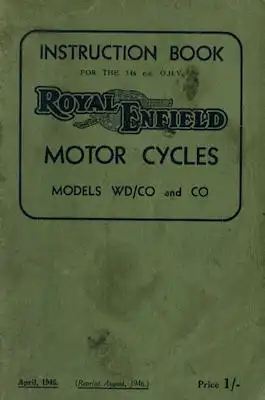 INSTRUCTION BOOK
FOR THE 346 c.c. O.H.V.
ROYAL ENFIELD
MOTOR CYCLES
MODELS WD/CO and CO
April, 1946. (Reprint August, 1946.) Price 1/-